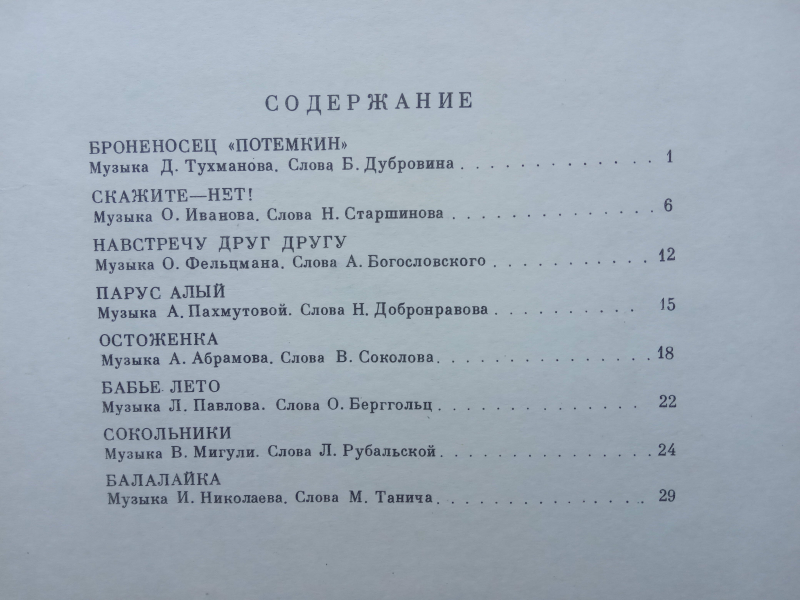 СОДЕРЖАНИЕ
БРОНЕНОСЕЦ «ПОТЕМКИН»
Музыка Д. Тухманова. Слова Б. Дубровина . . . . . . . . . . . . 1
СКАЖИТЕ—НЕТ!
Музыка О. Иванова. Слова Н. Старшинова . . . . . . . . . . . . 6
НАВСТРЕЧУ ДРУГ ДРУГУ
Музыка О. Фельцмана. Слова А. Богословского . . . . . . . . . . 12
ПАРУС АЛЫЙ
Музыка А. Пахмутовой. Слова Н. Добронравова . . . . . . . . . 15
ОСТОЖЕНКА
Музыка А. Абрамова. Слова В. Соколова . . . . . . . . . . . . . 18
БАБЬЕ ЛЕТО
Музыка Л. Павлова. Слова О. Берггольц . . . . . . . . . . . . 22
СОКОЛЬНИКИ
Музыка В. Мигули. Слова Л. Рубальской . . . . . . . . . . . . . 24
БАЛАЛАЙКА
Музыка И. Николаева. Слова М. Танича . . . . . . . . . . . . . 29